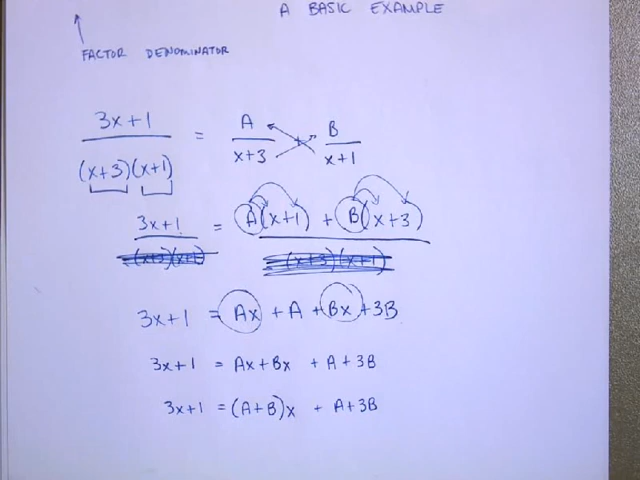 A BASIC EXAMPLE
FACTOR DENOMINATOR
3x+1 / (x+3)(x+1) = A / x+3 + B / x+1
3x+1 / (x+3)(x+1) = A(x+1) + B(x+3) / (x+3)(x+1)
3x+1 = Ax + A + Bx + 3B
3x+1 = Ax+Bx + A+3B
3x+1 = (A+B)x + A+3B